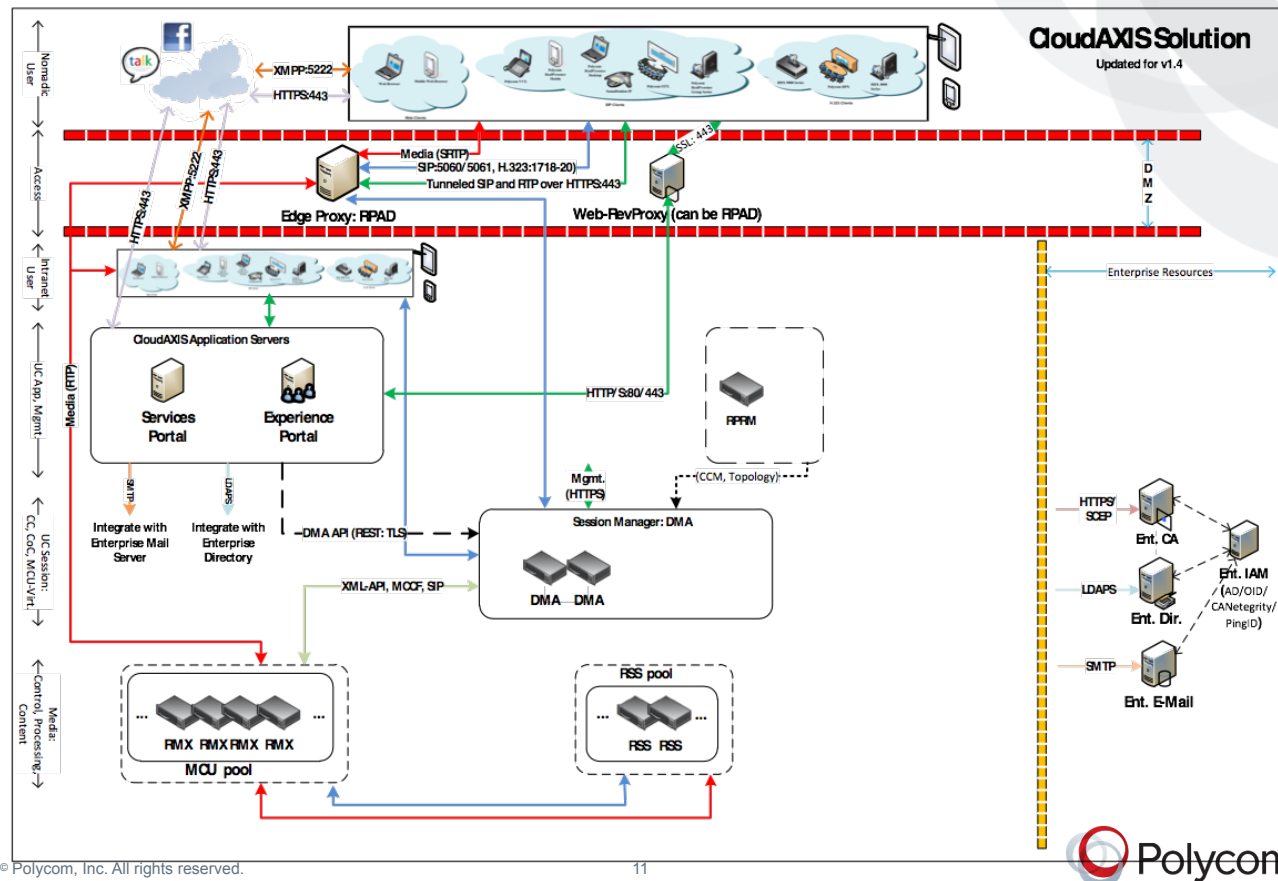 CloudAXIS Solution
Updated for v1.4
Nomadic
User
talk
XMPP:5222
HTTPS:443
Web Clients
SIP Clients
H.323 Clients
SSL: 443
Access
Media (SRTP)
SIP:5060/ 5061, H.323:1718-20)
Tunneled SIP and RTP over HTTPS:443
D
M
Z
HTTPS:443
XMPP:5222
HTTPS:443
Edge Proxy: RPAD
Web-RevProxy (can be RPAD)
Intranet
User
Enterprise Resources
UC App, Mgmt.
CloudAXIS Application Servers
Services
Portal
Experience
Portal
Media (RTP)
HTTP/ S:80/ 443
RPRM
SMTP
LDAPS
Mgmt.
(HTTPS)
(CCM, Topology)
UC Session:
CC, CoC, MCU-Virt.
Integrate with
Enterprise Mail
Server
Integrate with
Enterprise
Directory
DMA API (REST: TLS)
Session Manager: DMA
DMA DMA
XML-API, MCCF, SIP
HTTPS/
SCEP
Ent. CA
Ent. IAM
(AD/OID/
CANetegrity/
PingID)
LDAPS
Ent. Dir.
SMTP
Ent. E-Mail
Media:
Control, Processing,
Content
... ...
RMX RMX RMX RMX
MCU pool
RSS pool
... ...
RSS RSS
© Polycom, Inc. All rights reserved.
11
Polycom